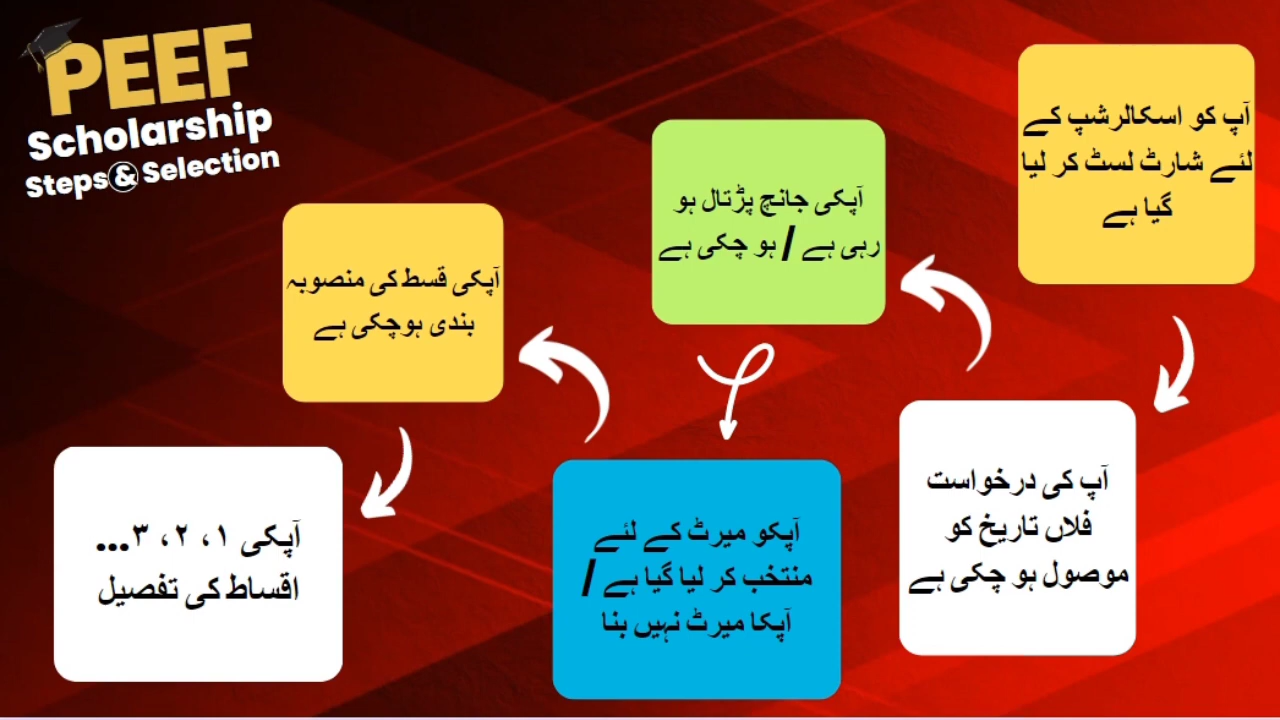 PEEF
Scholarship
Steps & Selection
آپ کو اسکالرشپ کے
لئے شارٹ لسٹ کر لیا
گیا ہے
آپ کی درخواست
فلاں تاریخ کو
موصول ہو چکی ہے
آپکی جانچ پڑتال ہو
رہی ہے / ہو چکی ہے
آپکو میرٹ کے لئے
منتخب کر لیا گیا ہے /
آپکا میرٹ نہیں بنا
آپکی قسط کی منصوبہ
بندی ہوچکی ہے
آپکی ۱، ۲، ۳...
اقساط کی تفصیل